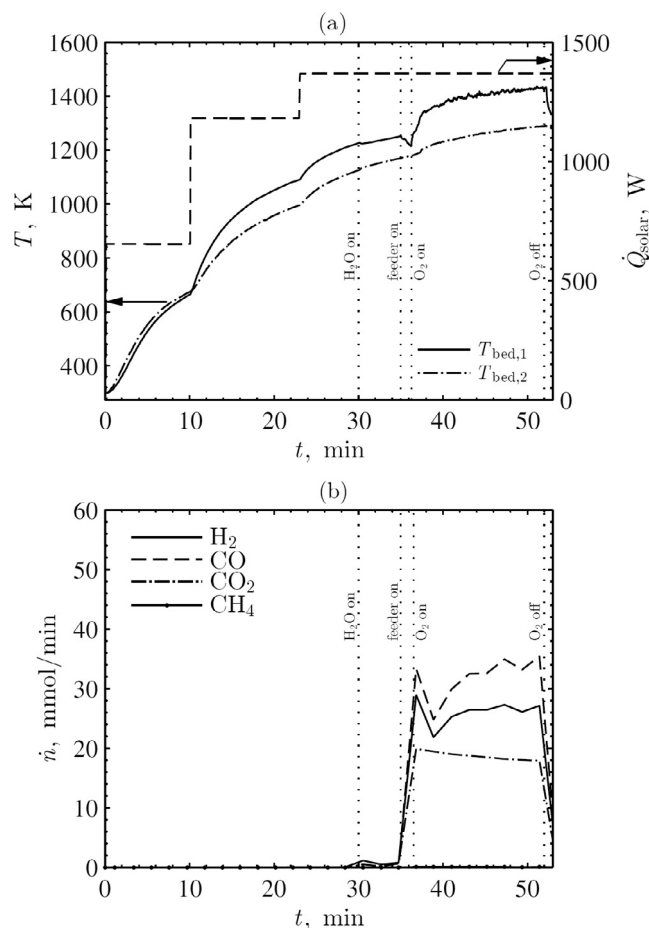 (a)
1600
1400
1200
1000
800
600
400
T, K
1500
1000
500
0
Q̇solar, W
H₂O on
feeder on
O₂ on
O₂ off
T_bed,1
T_bed,2
0 10 20 30 40 50
t, min
(b)
60
50
40
30
20
10
0
ṅ, mmol/min
H₂
CO
CO₂
CH₄
H₂O on
feeder on
O₂ on
O₂ off
0 10 20 30 40 50
t, min